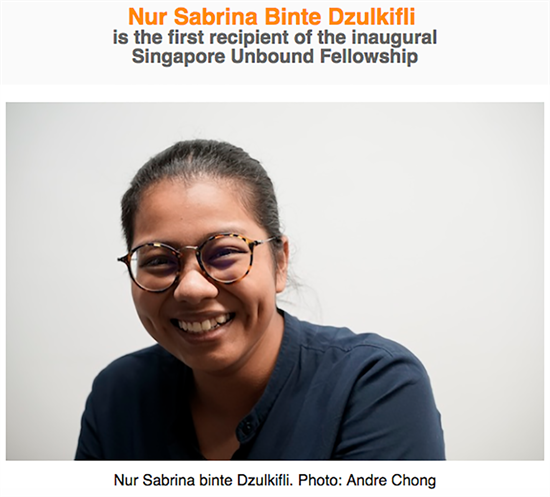 Nur Sabrina Binte Dzulkifli
is the first recipient of the inaugural
Singapore Unbound Fellowship
Nur Sabrina binte Dzulkifli. Photo: Andre Chong